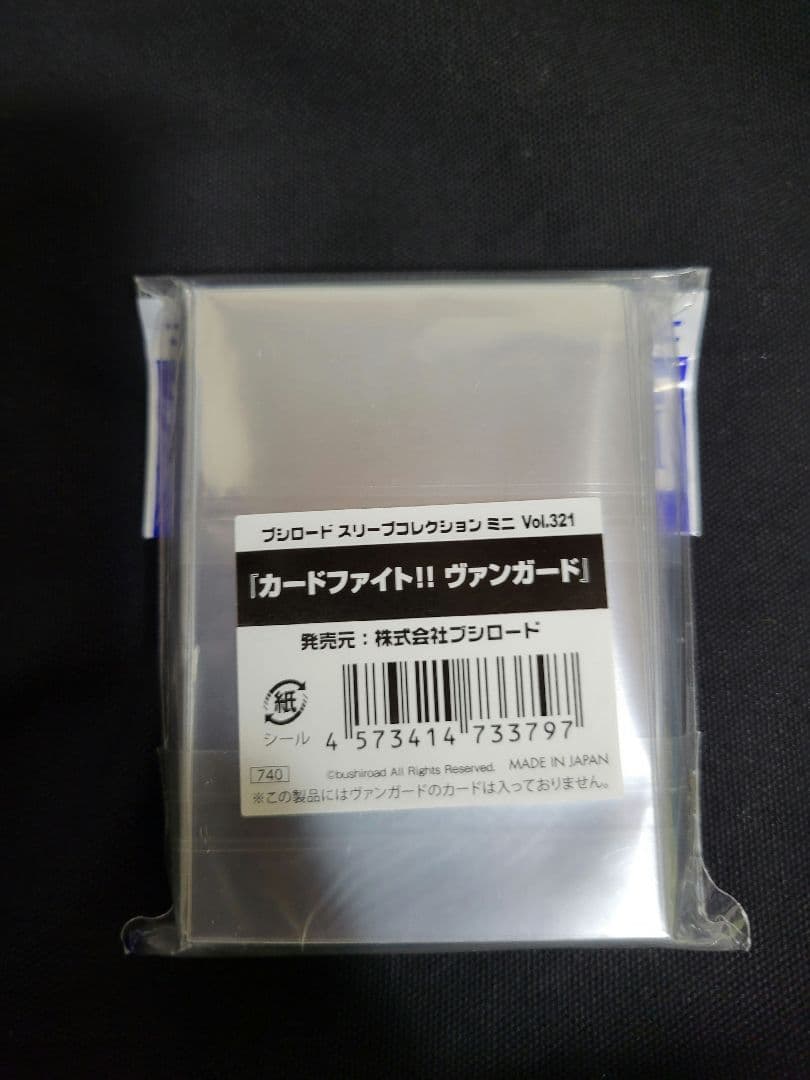 ブシロード スリーブコレクション ミニ Vol.321
『カードファイト!! ヴァンガード』
発売元：株式会社ブシロード
紙
シール
4 573414 733797
740
©bushiroad All Rights Reserved. MADE IN JAPAN
※この製品にはヴァンガードのカードは入っておりません。